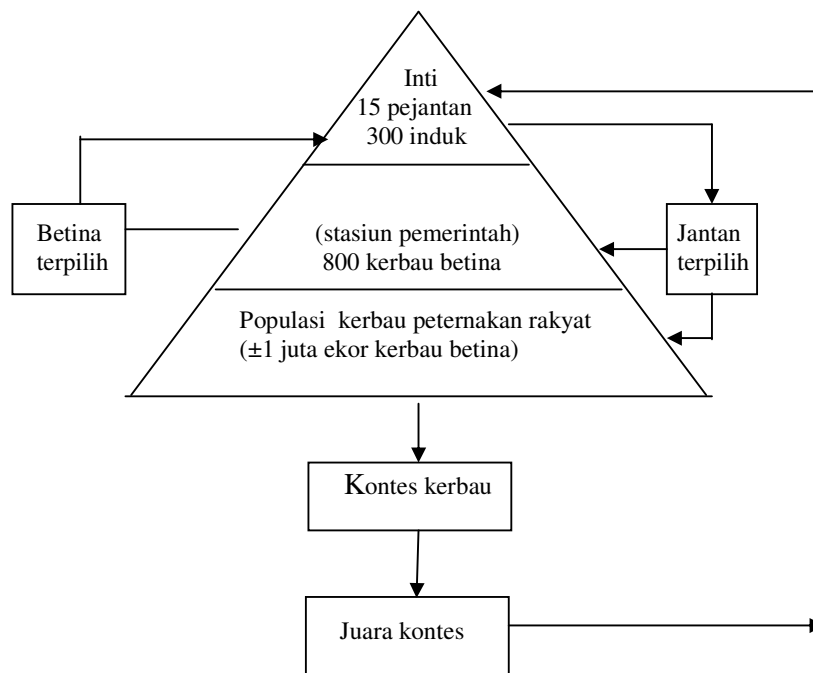 Inti
15 pejantan
300 induk
Betina
terpilih
(stasiun pemerintah)
800 kerbau betina
Jantan
terpilih
Populasi kerbau peternakan rakyat
(±1 juta ekor kerbau betina)
Kontes kerbau
Juara kontes